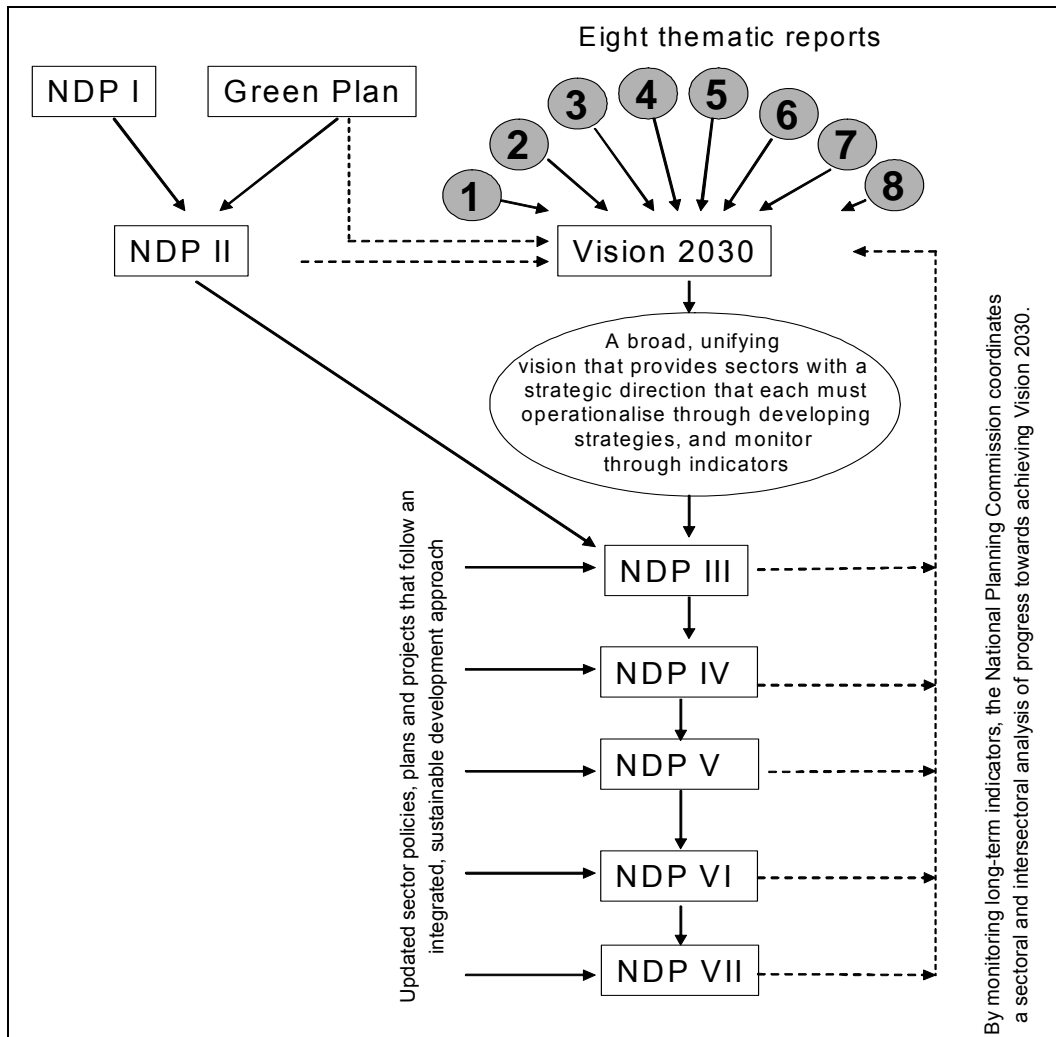 Eight thematic reports
NDP I
Green Plan
1
2
3
4
5
6
7
8
NDP II
Vision 2030
A broad, unifying
vision that provides sectors with a
strategic direction that each must
operationalise through developing
strategies, and monitor
through indicators
NDP III
NDP IV
NDP V
NDP VI
NDP VII
Updated sector policies, plans and projects that follow an
integrated, sustainable development approach
By monitoring long-term indicators, the National Planning Commission coordinates
a sectoral and intersectoral analysis of progress towards achieving Vision 2030.